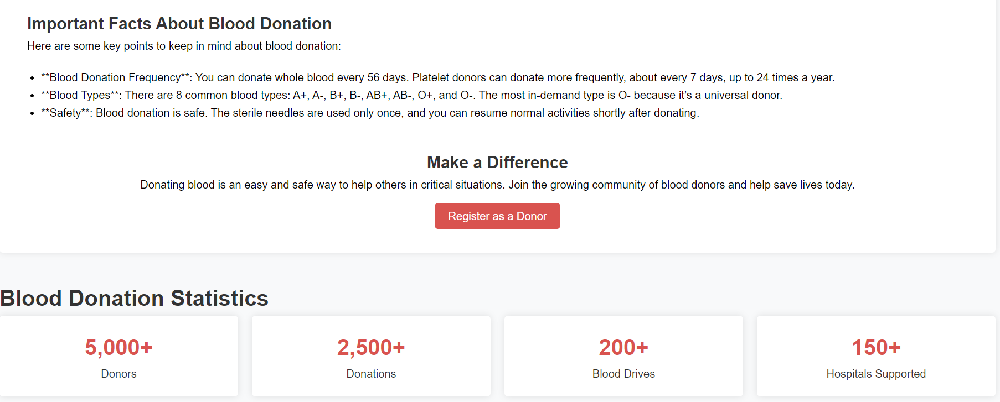 Important Facts About Blood Donation
Here are some key points to keep in mind about blood donation:
• **Blood Donation Frequency**: You can donate whole blood every 56 days. Platelet donors can donate more frequently, about every 7 days, up to 24 times a year.
• **Blood Types**: There are 8 common blood types: A+, A-, B+, B-, AB+, AB-, O+, and O-. The most in-demand type is O- because it’s a universal donor.
• **Safety**: Blood donation is safe. The sterile needles are used only once, and you can resume normal activities shortly after donating.
Make a Difference
Donating blood is an easy and safe way to help others in critical situations. Join the growing community of blood donors and help save lives today.
Register as a Donor
Blood Donation Statistics
5,000+
Donors
2,500+
Donations
200+
Blood Drives
150+
Hospitals Supported